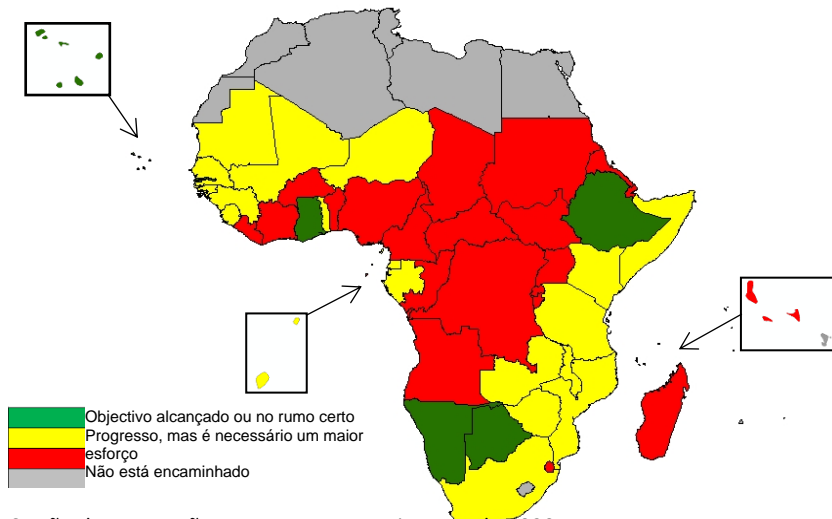 Objectivo alcançado ou no rumo certo
Progresso, mas é necessário um maior
esforço
Não está encaminhado